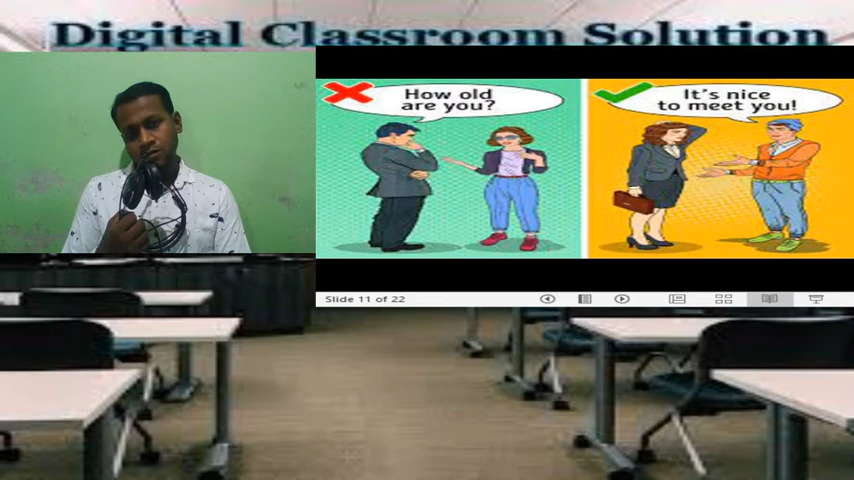 Digital Classroom Solution
How old
are you?
It's nice
to meet you!
Slide 11 of 22